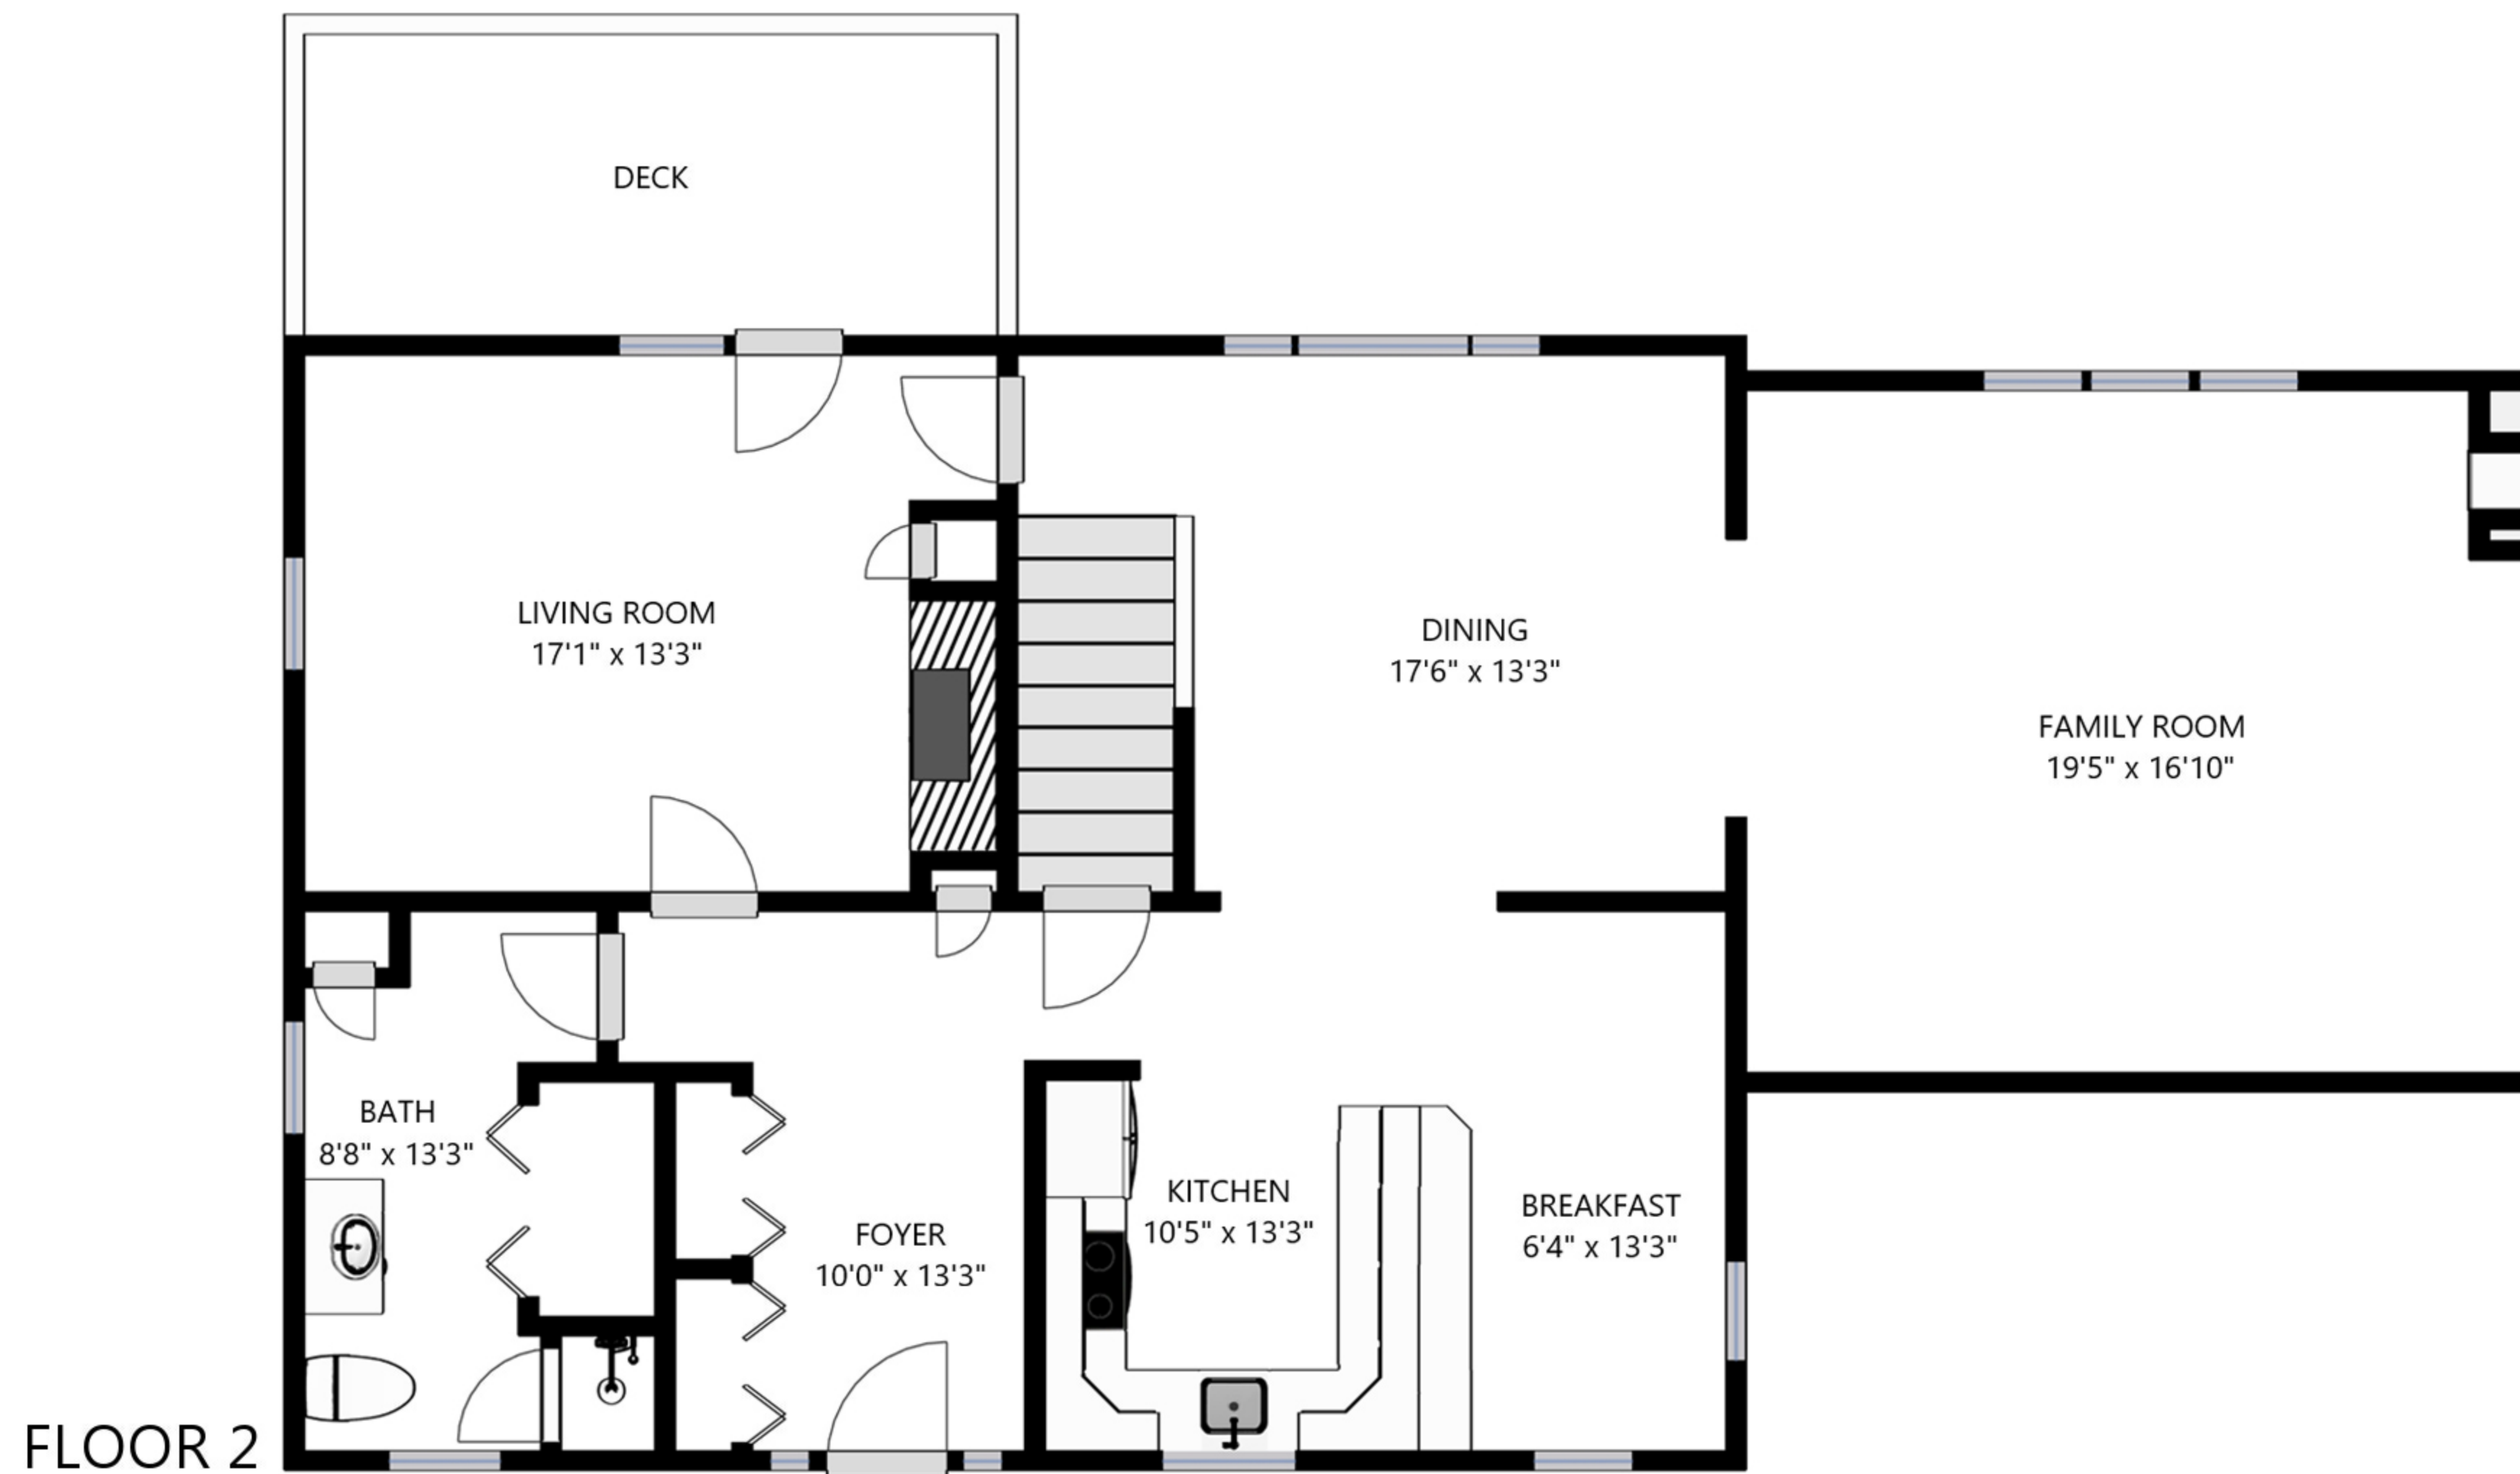 DECK
LIVING ROOM
17'1" x 13'3"
DINING
17'6" x 13'3"
FAMILY ROOM
19'5" x 16'10"
BATH
8'8" x 13'3"
FOYER
10'0" x 13'3"
KITCHEN
10'5" x 13'3"
BREAKFAST
6'4" x 13'3"
FLOOR 2